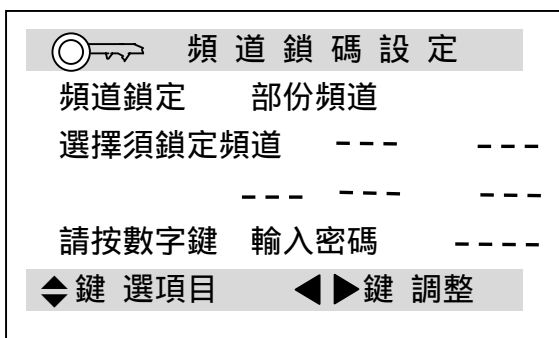 頻道鎖碼設定
頻道鎖定 部份頻道
選擇須鎖定頻道 --- ---
--- --- ---
請按數字鍵 輸入密碼 ----
◆鍵 選項目 ◀▶鍵 調整